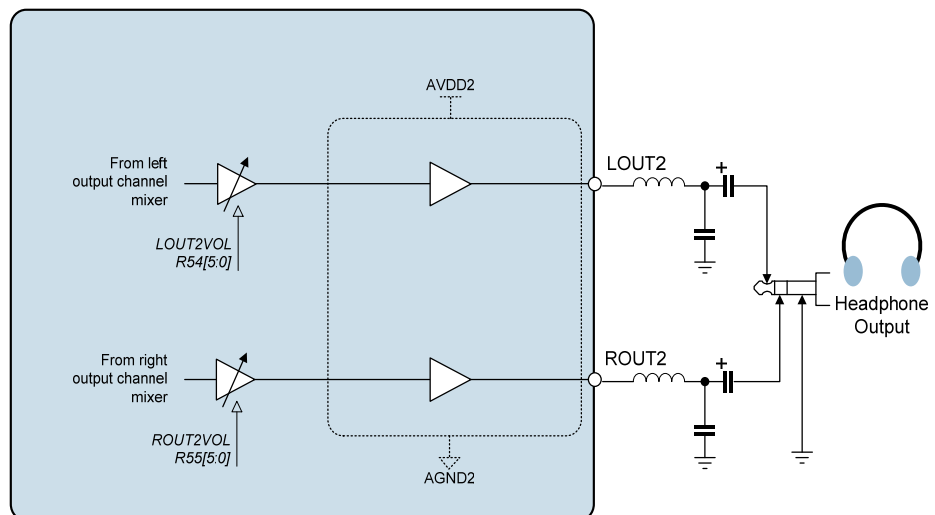 AVDD2
From left
output channel
mixer
LOUT2VOL
R54[5:0]
LOUT2
+
Headphone
Output
From right
output channel
mixer
ROUT2VOL
R55[5:0]
ROUT2
+
AGND2